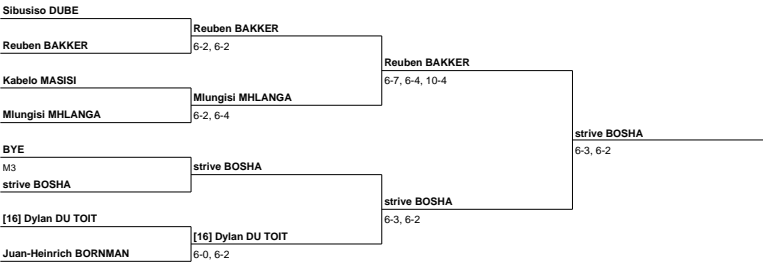 Sibusiso DUBE
Reuben BAKKER
Reuben BAKKER
6-2, 6-2
Reuben BAKKER
6-7, 6-4, 10-4
Kabelo MASISI
Mlungisi MHLANGA
Mlungisi MHLANGA
6-2, 6-4
strive BOSHA
6-3, 6-2
BYE
M3
strive BOSHA
strive BOSHA
strive BOSHA
6-3, 6-2
[16] Dylan DU TOIT
[16] Dylan DU TOIT
Juan-Heinrich BORNMAN
6-0, 6-2